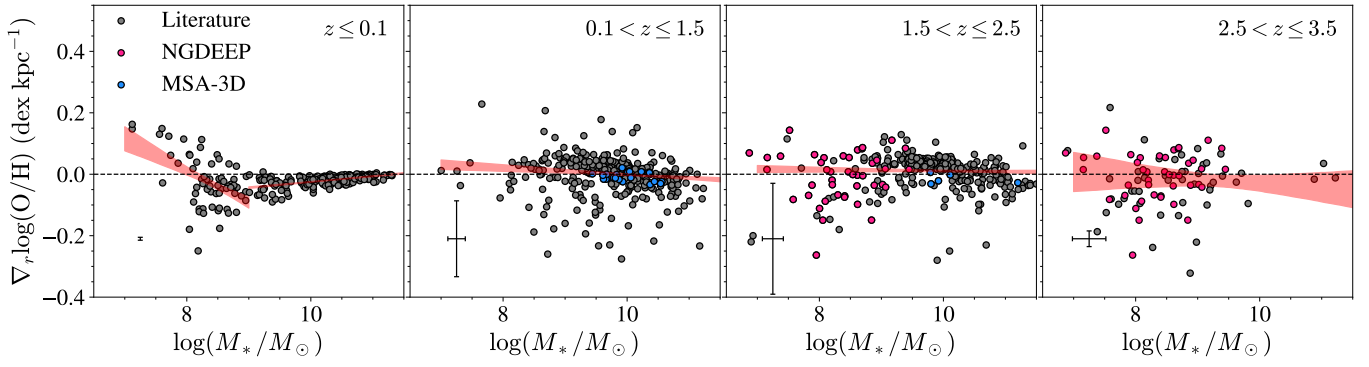 Literature
NGDEEP
MSA-3D
z ≤ 0.1
0.1 < z ≤ 1.5
1.5 < z ≤ 2.5
2.5 < z ≤ 3.5
∇ᵣlog(O/H) (dex kpc⁻¹)
0.4
0.2
0.0
−0.2
−0.4
8 10
8 10
8 10
8 10
log(M∗/M⊙)
log(M∗/M⊙)
log(M∗/M⊙)
log(M∗/M⊙)